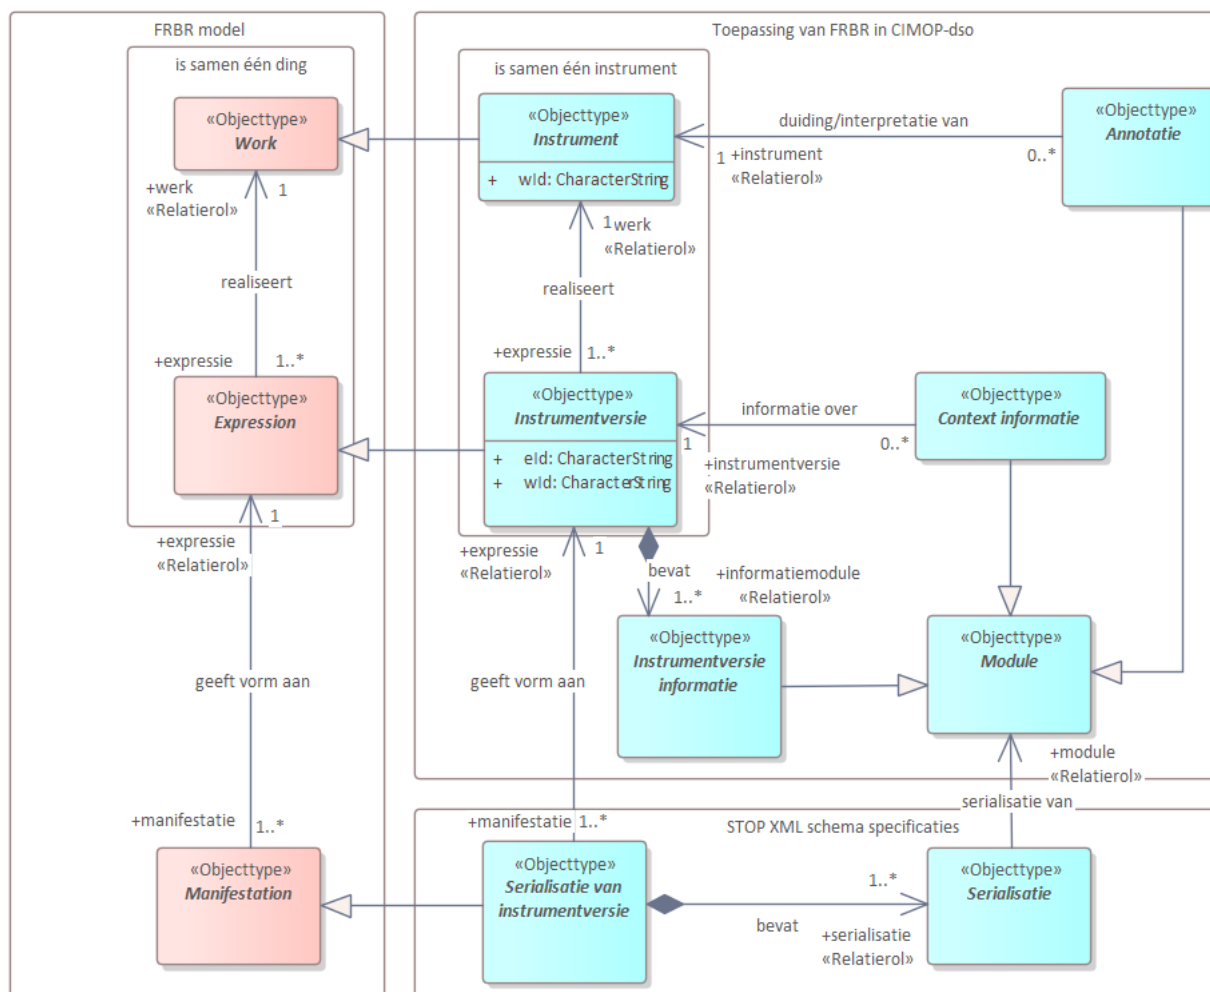 FRBR model
is samen één ding
«Objecttype»
Work
+werk
«Relatierol»
1
realiseert
+expressie
1..*
«Objecttype»
Expression
1
+expressie
«Relatierol»
geeft vorm aan
+manifestatie
1..*
«Objecttype»
Manifestation
Toepassing van FRBR in CIMOP-dso
is samen één instrument
«Objecttype»
Instrument
+ wId: CharacterString
1
werk
«Relatierol»
realiseert
+expressie
1..*
«Objecttype»
Instrumentversie
+ eId: CharacterString
+ wId: CharacterString
duiding/interpretatie van
1
+instrument
«Relatierol»
0..*
«Objecttype»
Annotatie
informatie over
1
0..*
+instrumentversie
«Relatierol»
«Objecttype»
Context informatie
+expressie
«Relatierol»
1
bevat
1..*
+informatiemodule
«Relatierol»
«Objecttype»
Instrumentversie
informatie
«Objecttype»
Module
geeft vorm aan
+module
«Relatierol»
serialisatie van
+manifestatie
1..*
STOP XML schema specificaties
«Objecttype»
Serialisatie van
instrumentversie
bevat
1..*
+serialisatie
«Relatierol»
«Objecttype»
Serialisatie